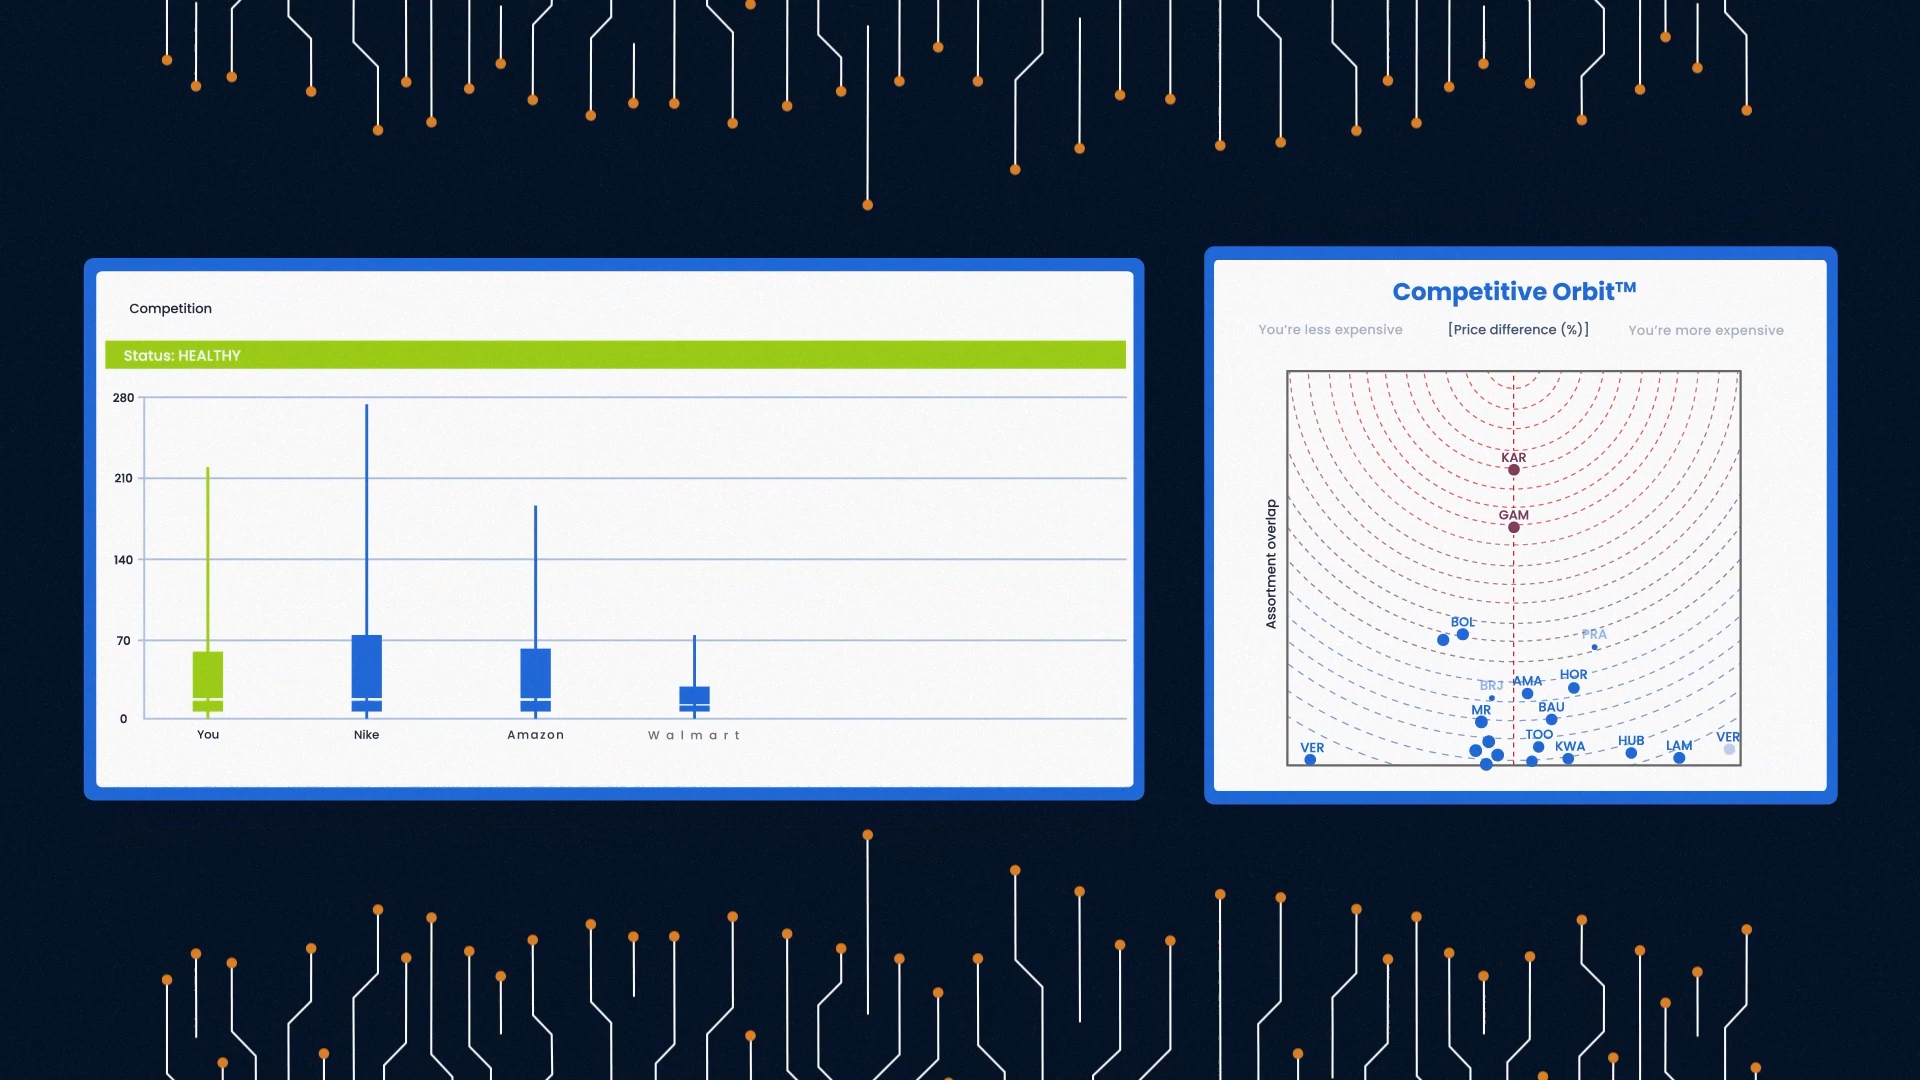 Competition
Status: HEALTHY
280
210
140
70
0
You
Nike
Amazon
Walmart
Competitive Orbit™
You're less expensive
[Price difference (%)]
You're more expensive
Assortment overlap
KAR
GAM
BOL
PRA
HOR
AMA
BRJ
MR
BAU
TOO
KWA
HUB
LAM
VER
VER